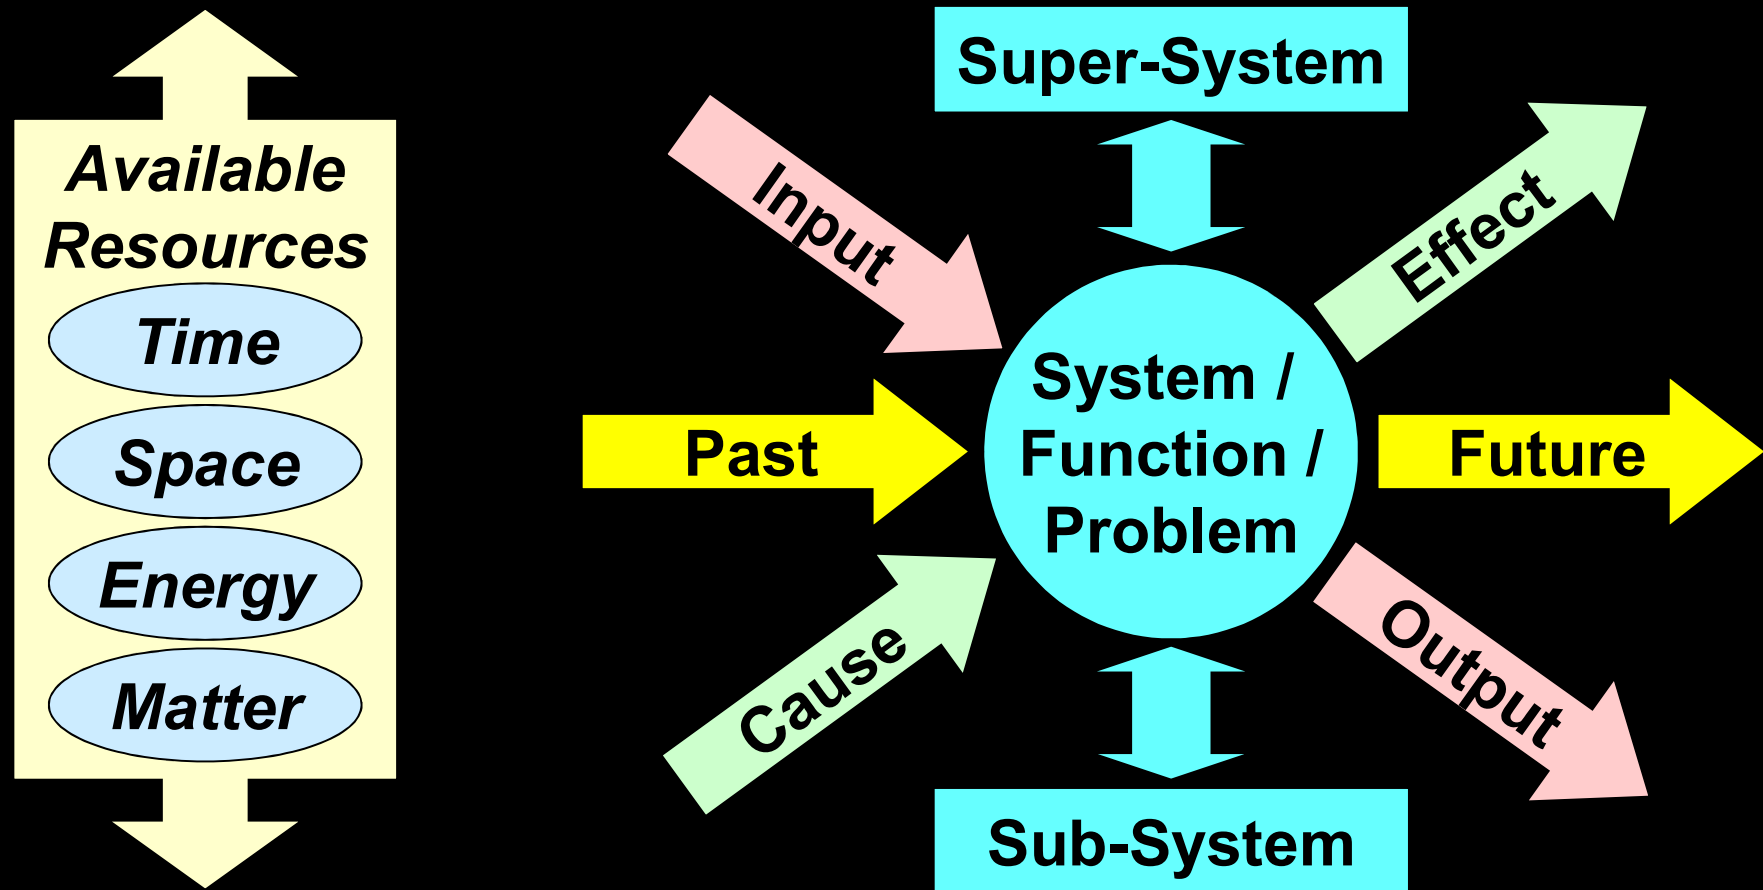 Available
Resources
Time
Space
Energy
Matter
Super-System
Input
Effect
Past
System /
Function /
Problem
Future
Cause
Output
Sub-System